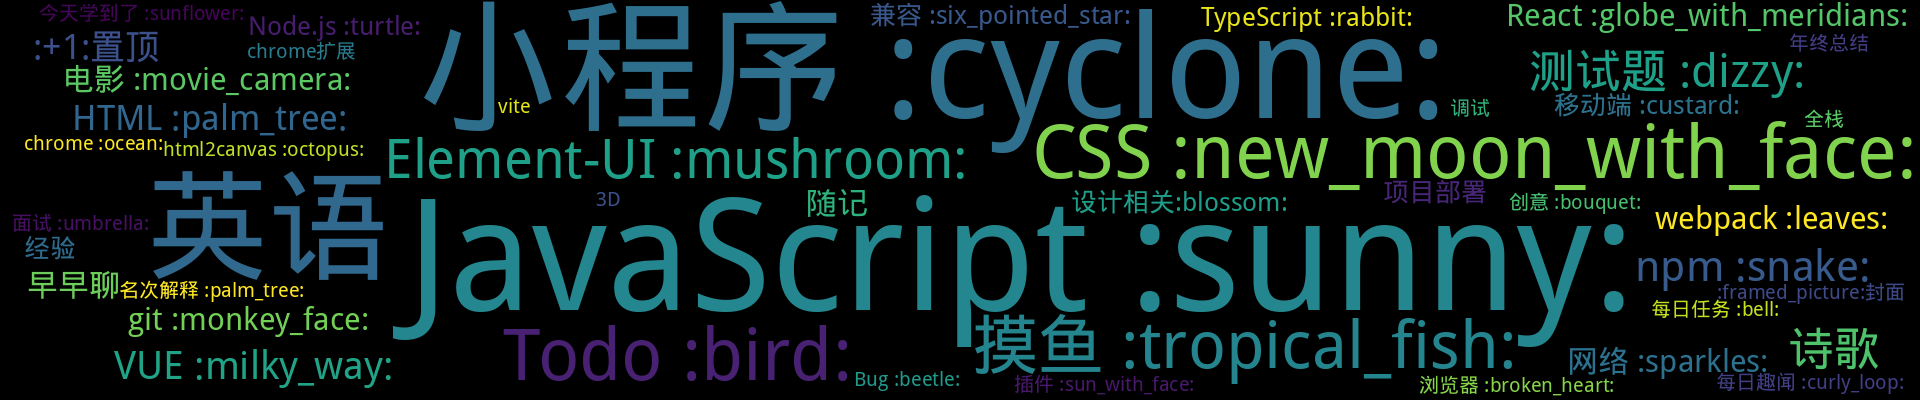 今天学到了 :sunflower:
Node.js :turtle:
兼容 :six_pointed_star:
TypeScript :rabbit:
React :globe_with_meridians:
:+1:置顶
chrome扩展
小程序 :cyclone:
年终总结
电影 :movie_camera:
测试题 :dizzy:
HTML :palm_tree:
vite
调试
移动端 :custard:
全栈
chrome :ocean:
html2canvas :octopus:
Element-UI :mushroom:
CSS :new_moon_with_face:
英语
3D
随记
设计相关:blossom:
项目部署
创意 :bouquet:
面试 :umbrella:
webpack :leaves:
经验
JavaScript :sunny:
npm :snake:
早早聊
名次解释 :palm_tree:
:framed_picture:封面
git :monkey_face:
每日任务 :bell:
VUE :milky_way:
Todo :bird:
摸鱼 :tropical_fish:
诗歌
网络 :sparkles:
Bug :beetle:
插件 :sun_with_face:
浏览器 :broken_heart:
每日趣闻 :curly_loop: